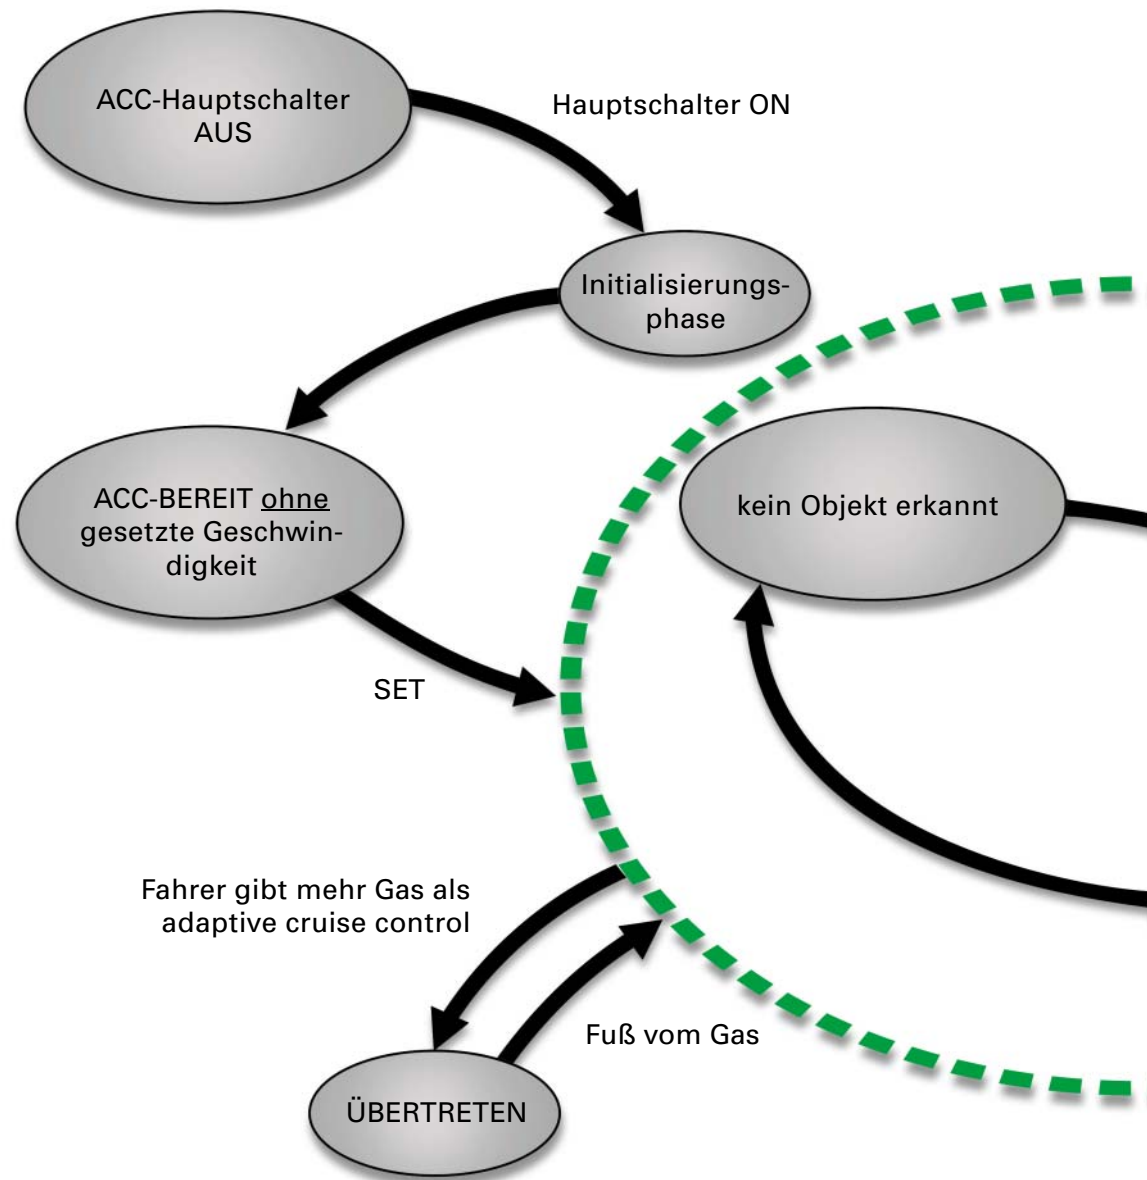 ACC-Hauptschalter
AUS
Hauptschalter ON
Initialisierungs-
phase
ACC-BEREIT ohne
gesetzte Geschwin-
digkeit
kein Objekt erkannt
SET
Fahrer gibt mehr Gas als
adaptive cruise control
Fuß vom Gas
ÜBERTRETEN